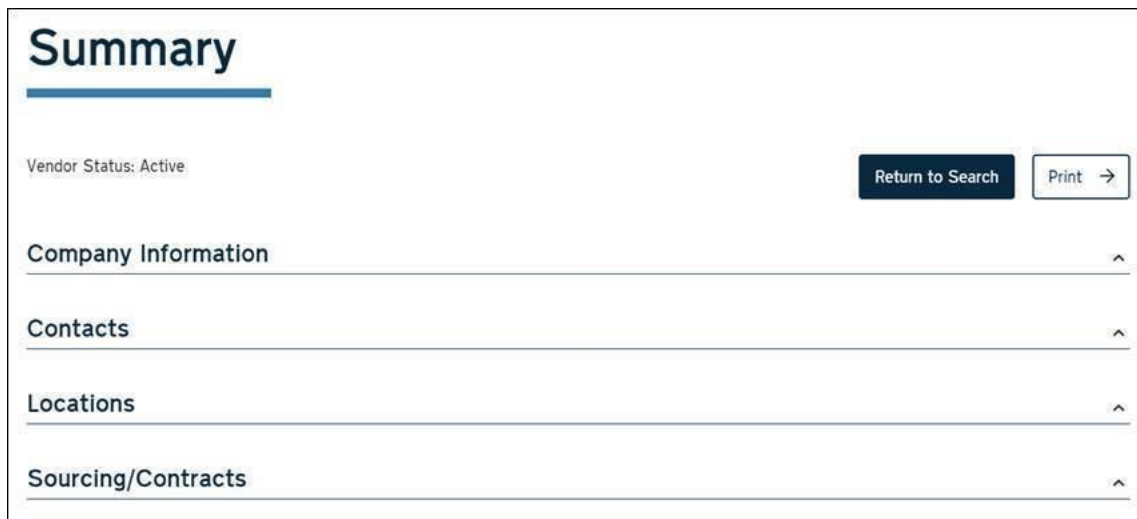 Summary
Vendor Status: Active
Return to Search
Print
Company Information
Contacts
Locations
Sourcing/Contracts